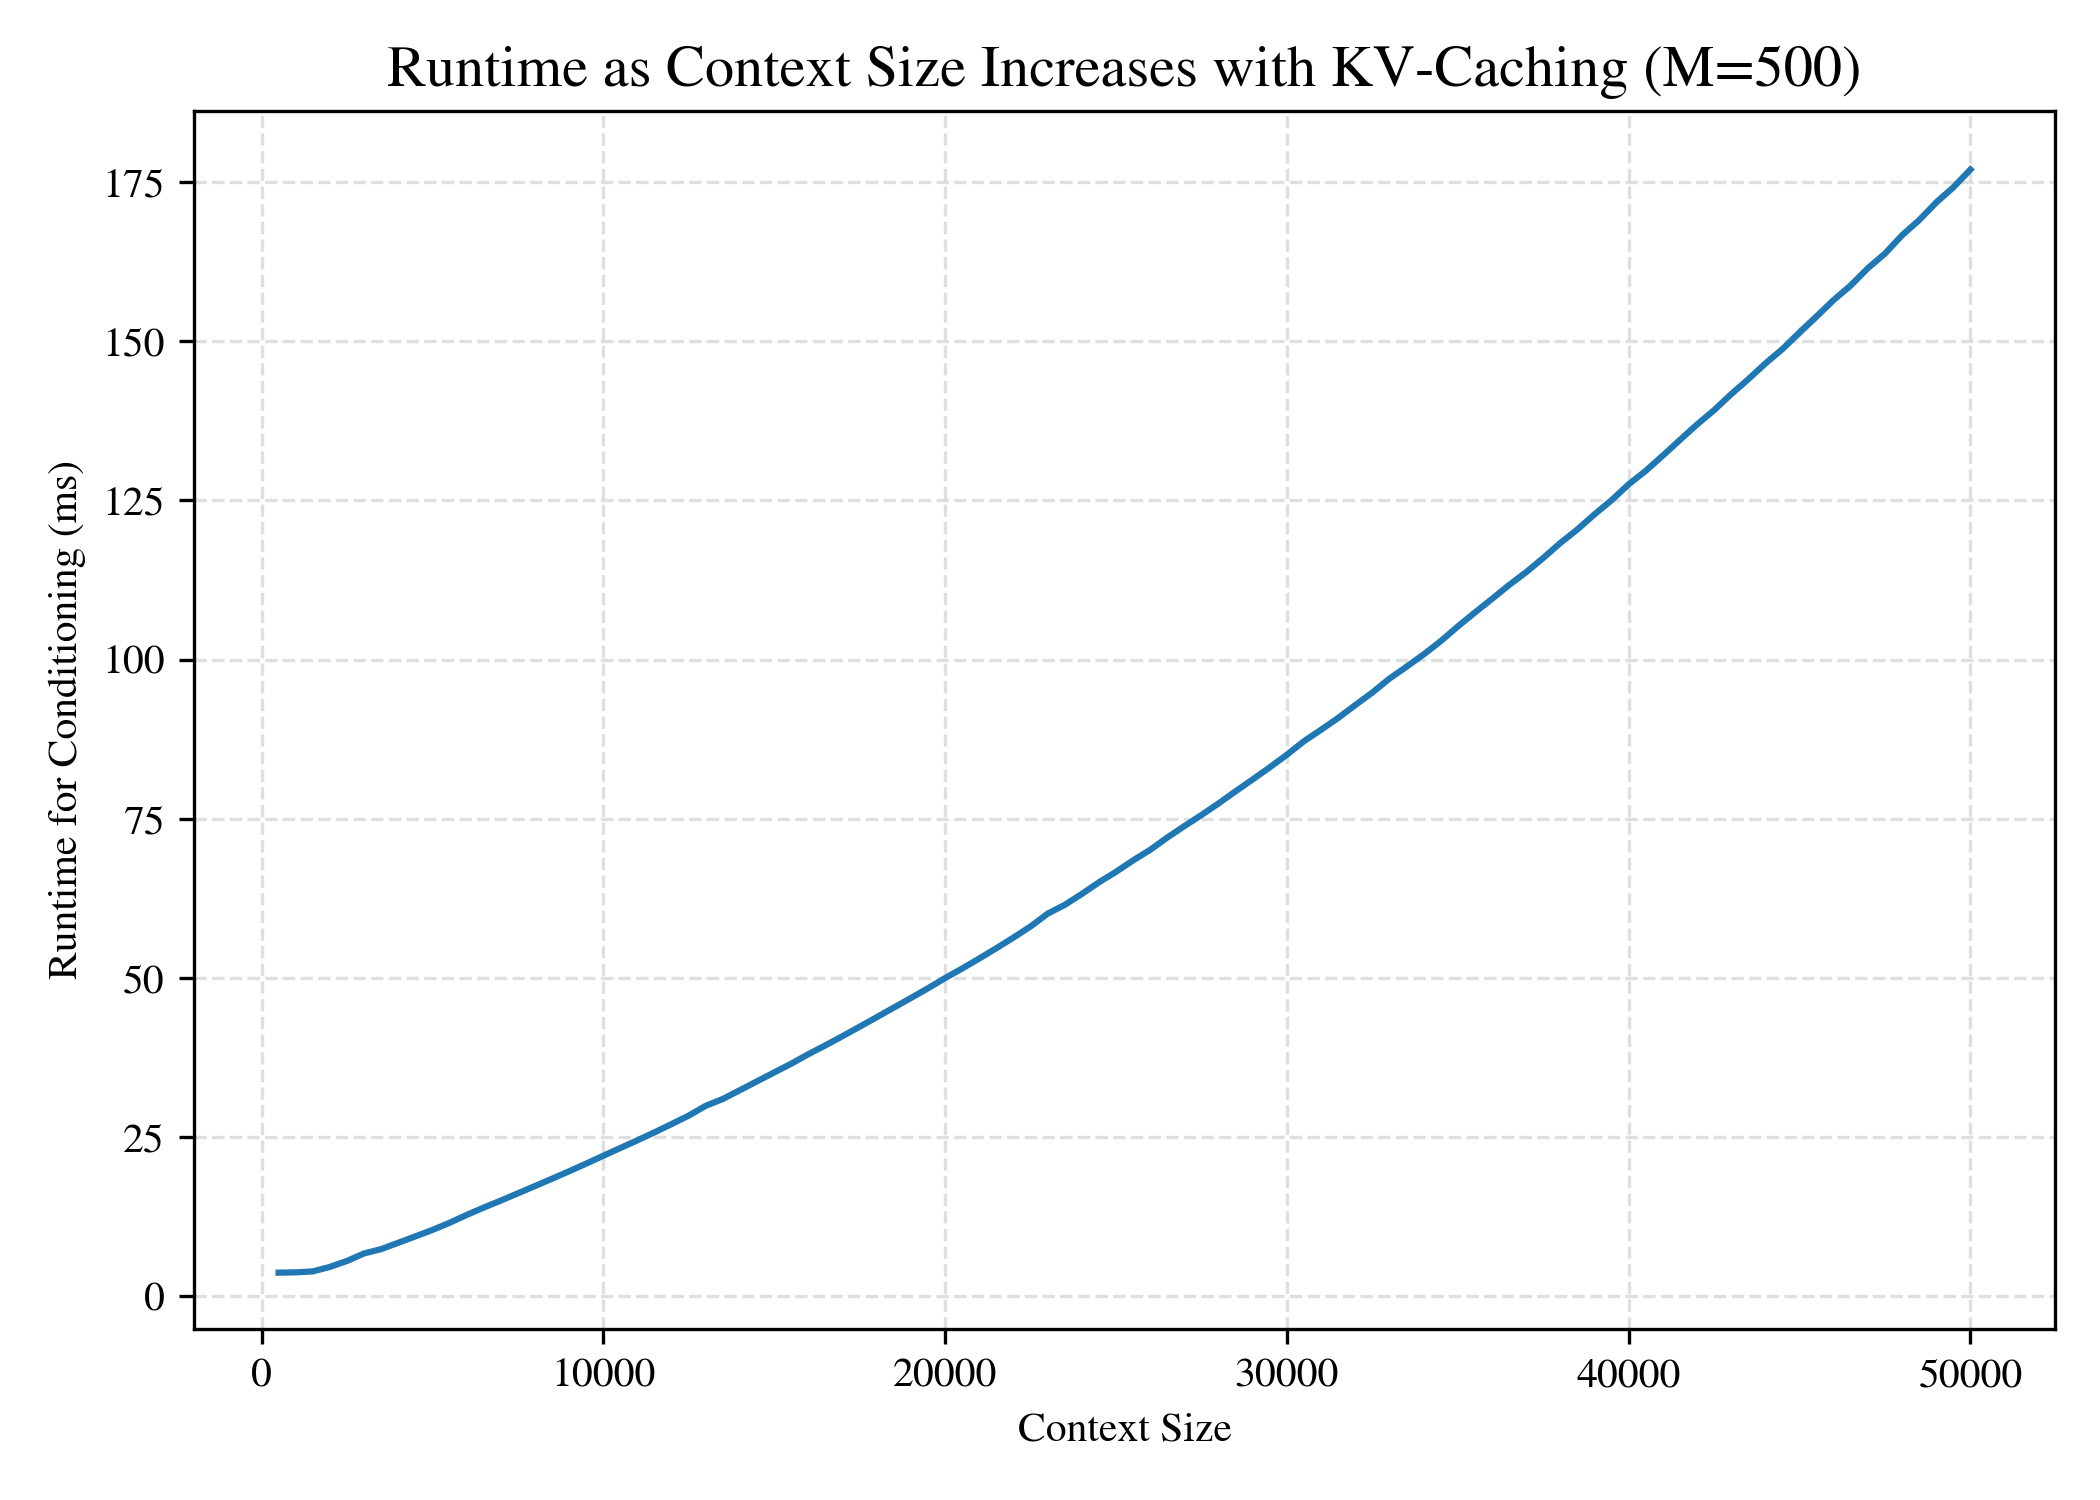 Runtime as Context Size Increases with KV-Caching (M=500)
Runtime for Conditioning (ms)
175
150
125
100
75
50
25
0
0 10000 20000 30000 40000 50000
Context Size